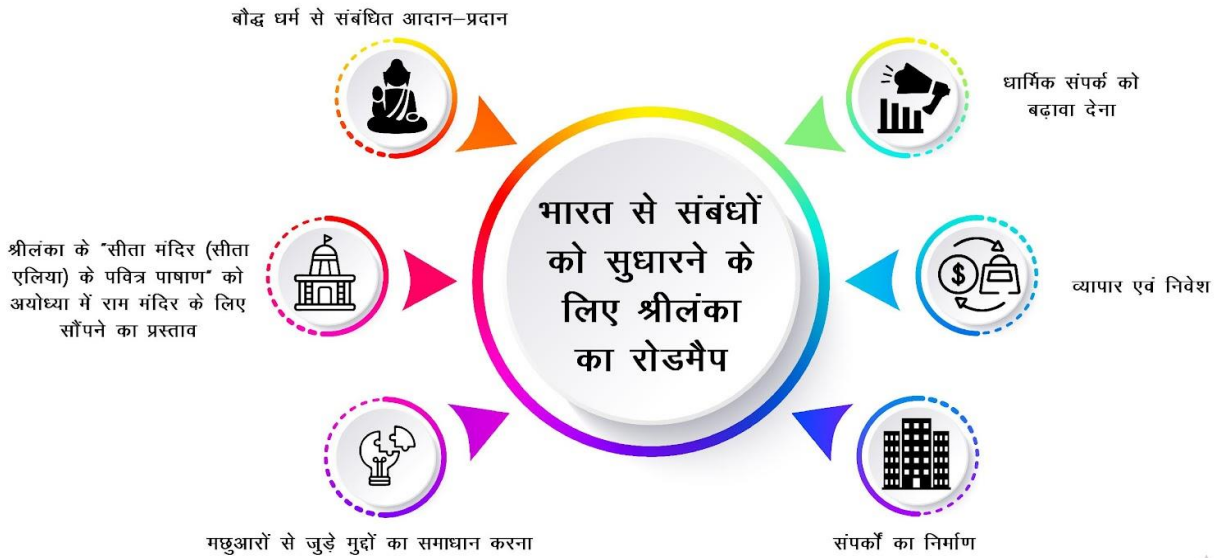 बौद्ध धर्म से संबंधित आदान–प्रदान
धार्मिक संपर्क को
बढ़ावा देना
भारत से संबंधों
को सुधारने के
लिए श्रीलंका
का रोडमैप
श्रीलंका के "सीता मंदिर (सीता
एलिया) के पवित्र पाषाण" को
अयोध्या में राम मंदिर के लिए
सौंपने का प्रस्ताव
$
व्यापार एवं निवेश
मछुआरों से जुड़े मुद्दों का समाधान करना
संपर्कों का निर्माण